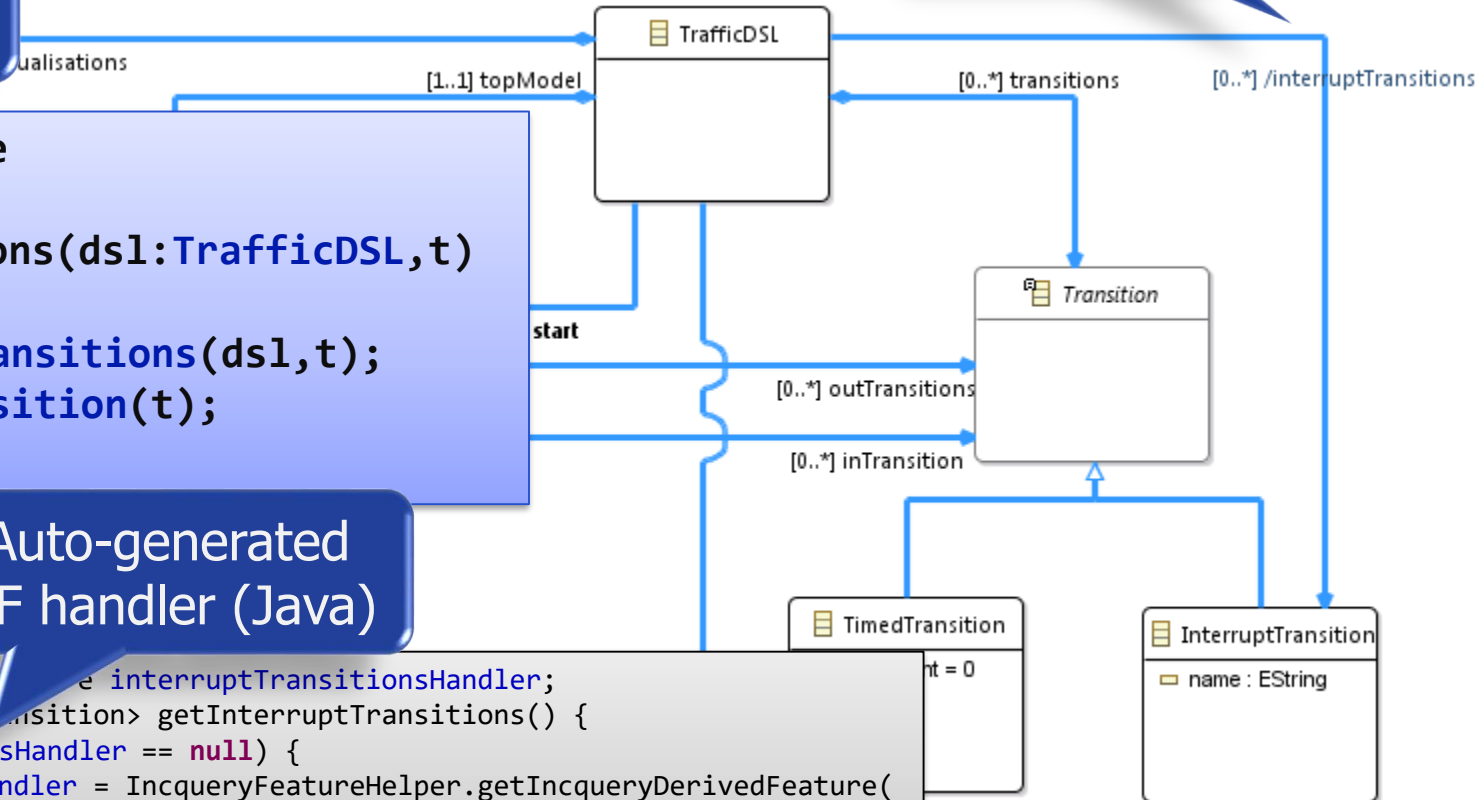 TrafficDSL
ualisations
[1..1] topModel
[0..*] transitions
[0..*] /interruptTransitions
e
ons(dsl:TrafficDSL,t)
ansitions(dsl,t);
sition(t);
start
Transition
[0..*] outTransitions
[0..*] inTransition
Auto-generated
F handler (Java)
TimedTransition
nt = 0
InterruptTransition
name : EString
e interruptTransitionsHandler;
nsition> getInterruptTransitions() {
sHandler == null) {
ndler = IncqueryFeatureHelper.getIncqueryDerivedFeature(